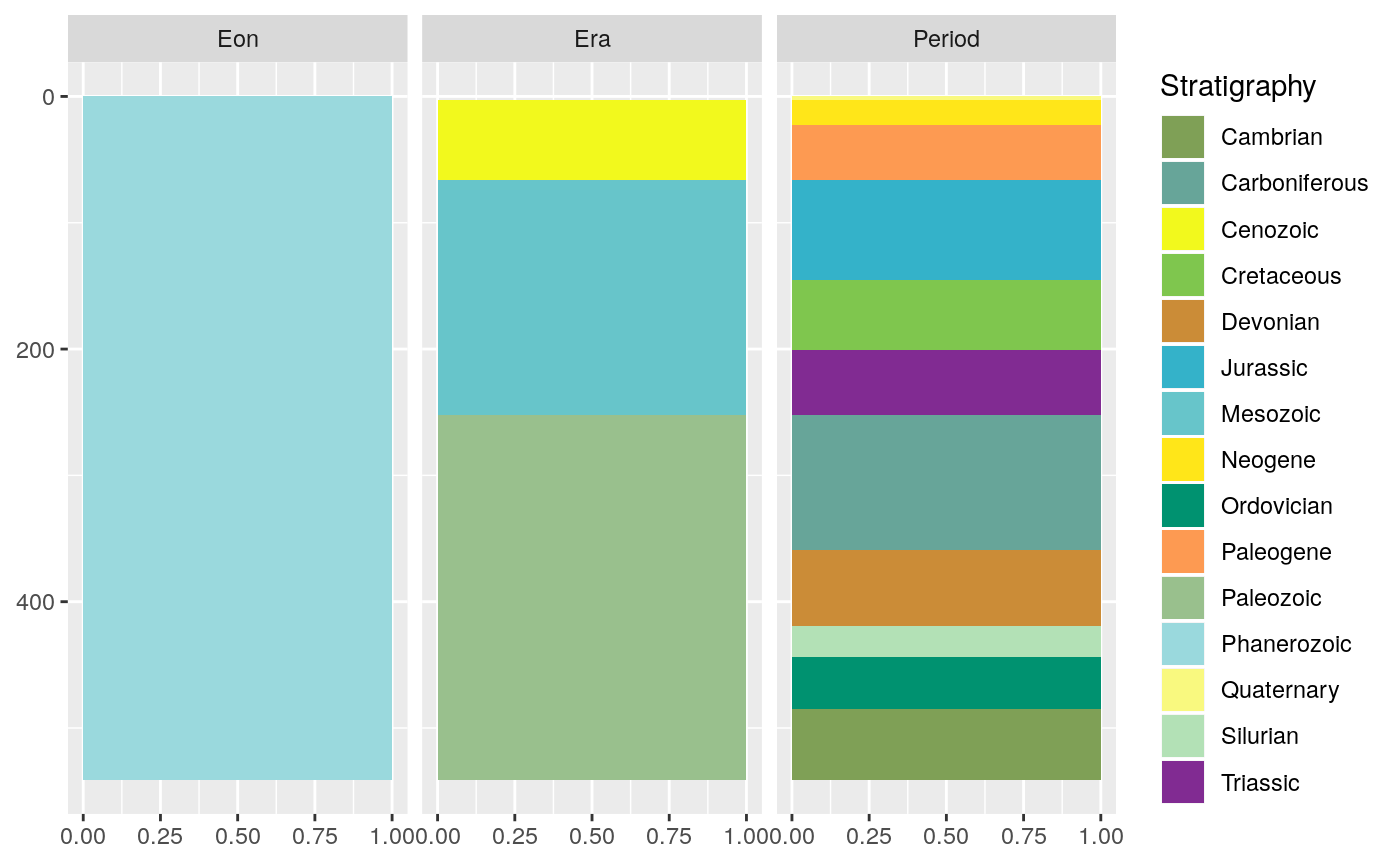 Eon
Era
Period
Stratigraphy
0
200
400
Cambrian
Carboniferous
Cenozoic
Cretaceous
Devonian
Jurassic
Mesozoic
Neogene
Ordovician
Paleogene
Paleozoic
Phanerozoic
Quaternary
Silurian
Triassic
0.00 0.25 0.50 0.75 1.00
0.00 0.25 0.50 0.75 1.00
0.00 0.25 0.50 0.75 1.00